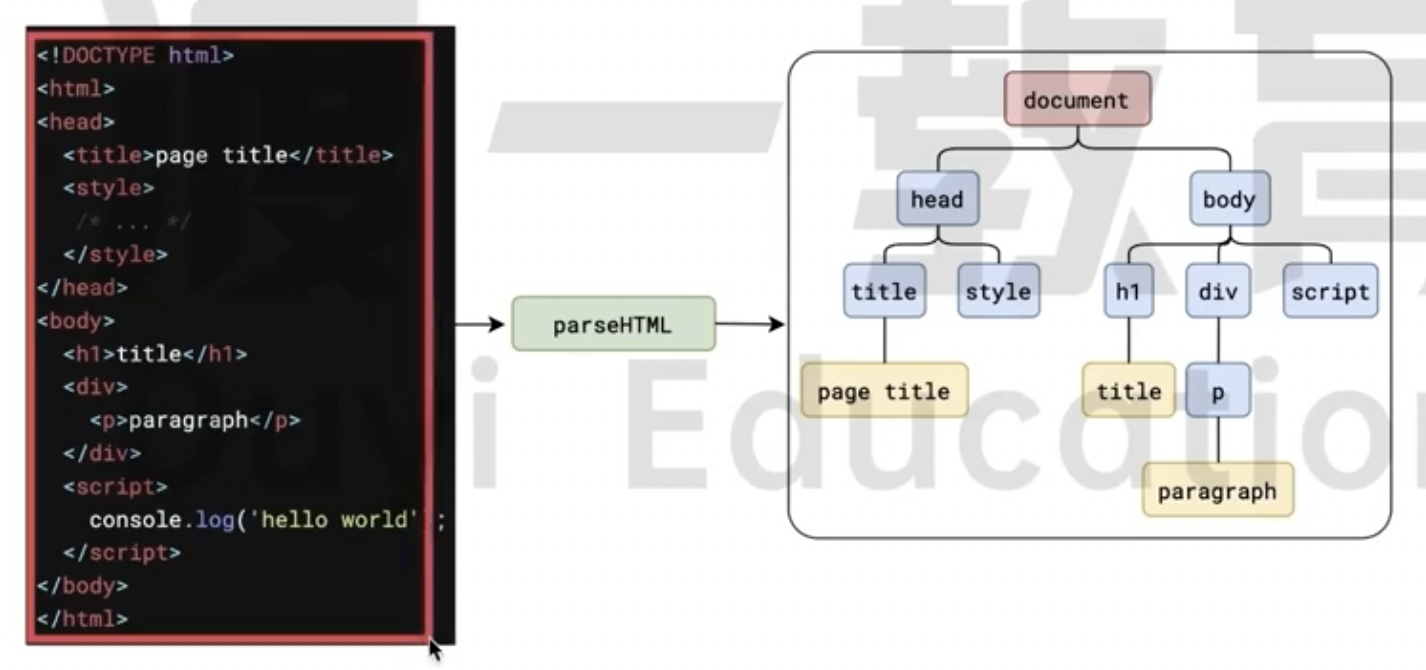 <!DOCTYPE html>
<html>
<head>
<title>page title</title>
<style>
/* ... */
</style>
</head>
<body>
<h1>title</h1>
<div>
<p>paragraph</p>
</div>
<script>
console.log('hello world');
</script>
</body>
</html>
parseHTML
document
head body
title style h1 div script
page title title p
paragraph
Duyi Education